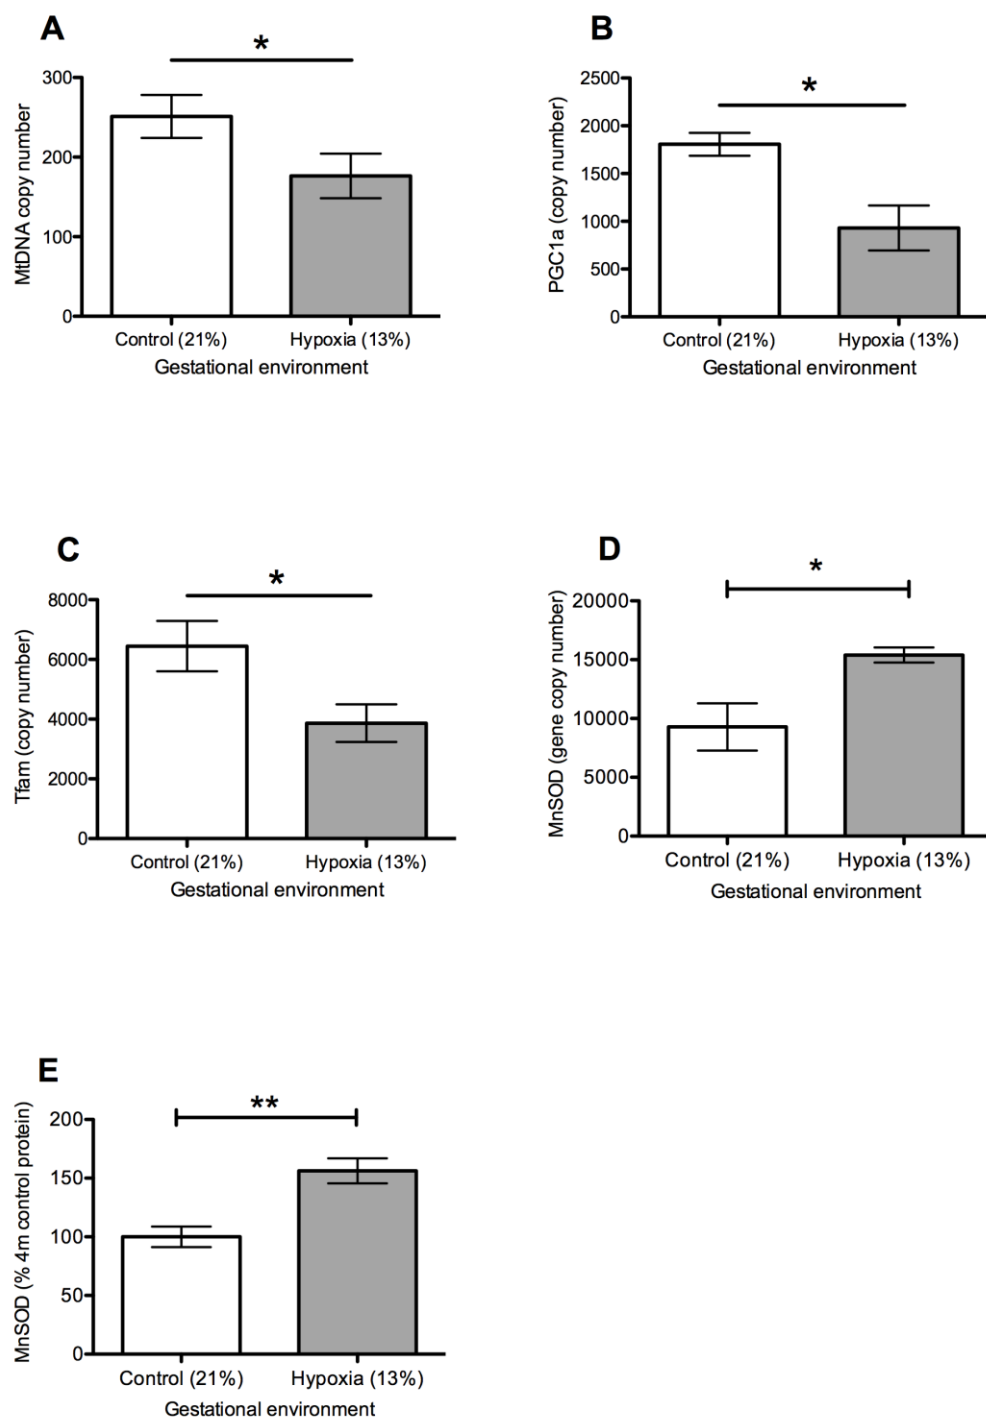 A
*
MtDNA copy number
300
200
100
0
Control (21%) Hypoxia (13%)
Gestational environment
B
*
PGC1a (copy number)
2500
2000
1500
1000
500
0
Control (21%) Hypoxia (13%)
Gestational environment
C
*
Tfam (copy number)
8000
6000
4000
2000
0
Control (21%) Hypoxia (13%)
Gestational environment
D
*
MnSOD (gene copy number)
20000
15000
10000
5000
0
Control (21%) Hypoxia (13%)
Gestational environment
E
**
MnSOD (% 4m control protein)
200
150
100
50
0
Control (21%) Hypoxia (13%)
Gestational environment